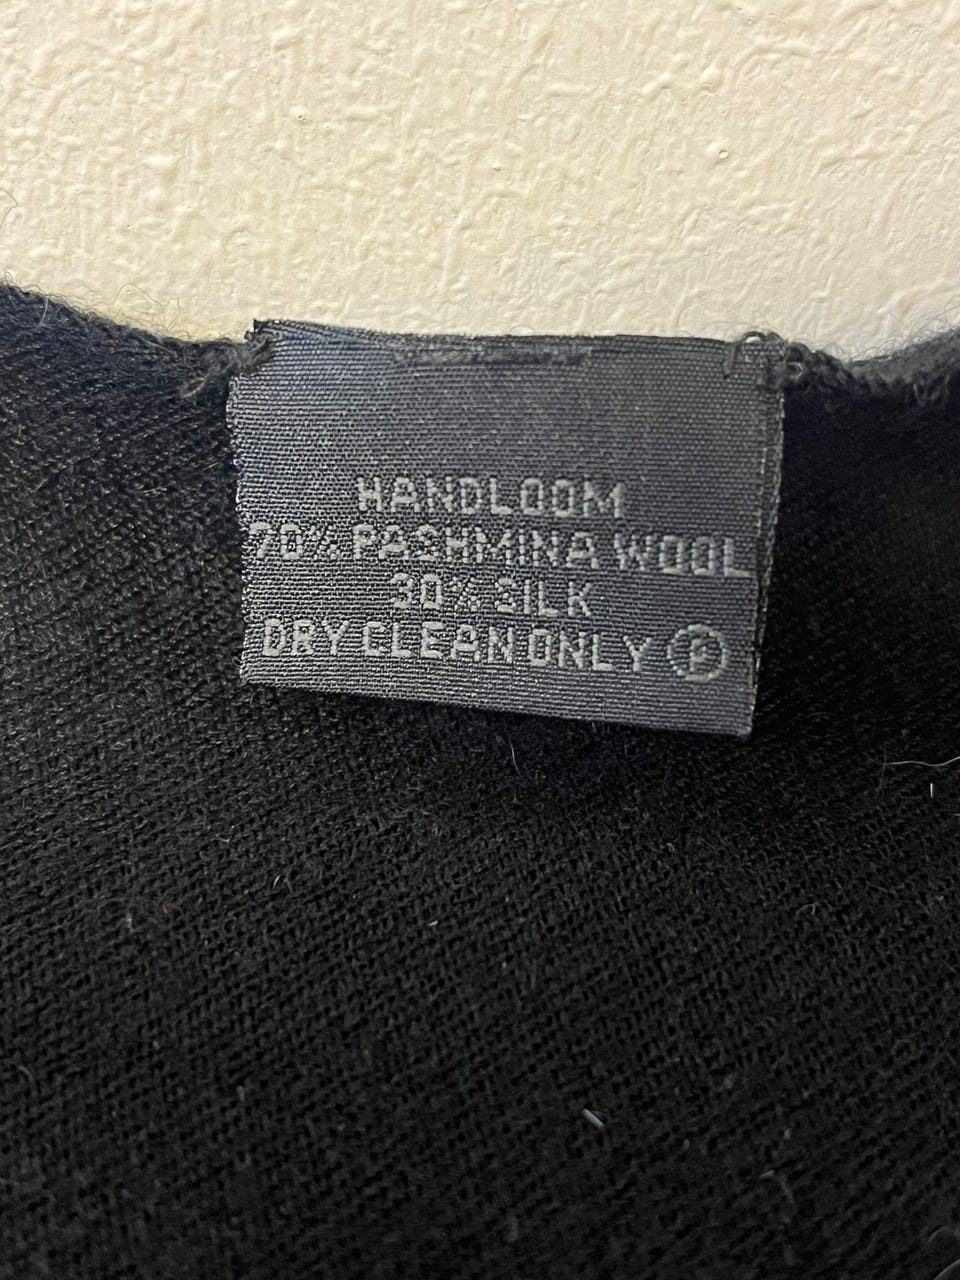 HANDLOOM
70% PASHMINA WOOL
30% SILK
DRY CLEAN ONLY Ⓟ